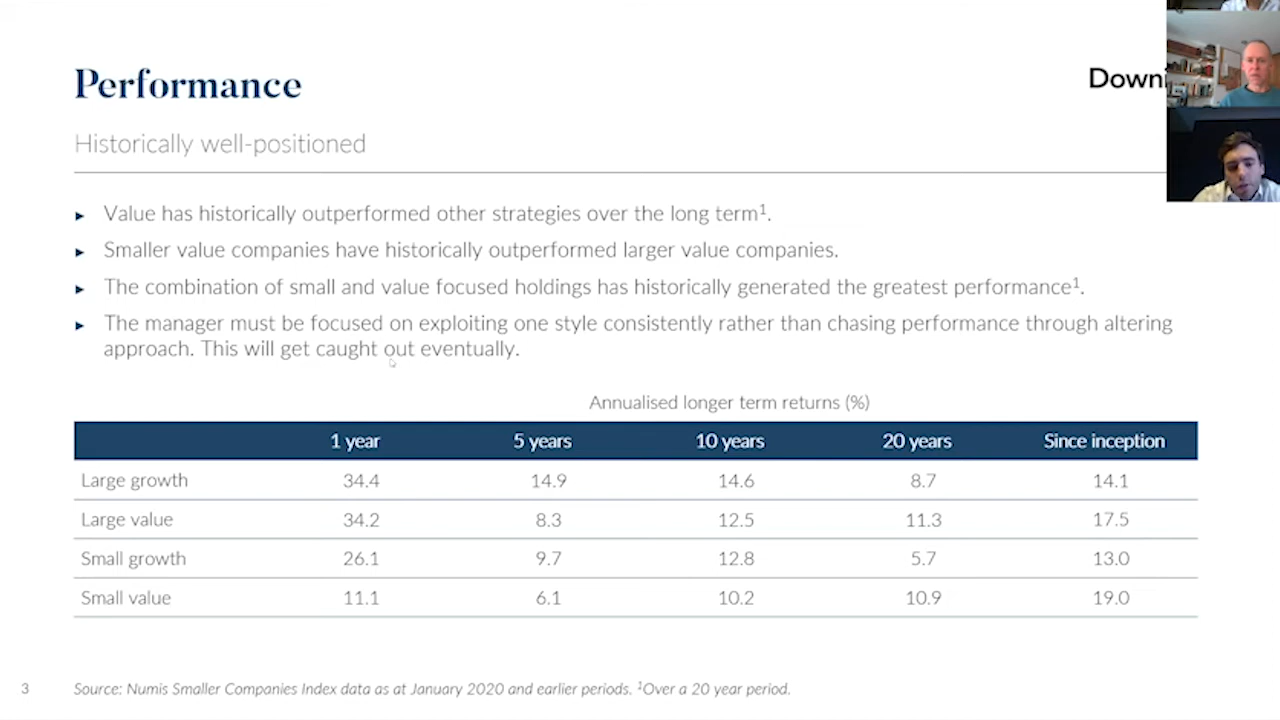 Performance
Downi
Historically well-positioned
► Value has historically outperformed other strategies over the long term¹.
► Smaller value companies have historically outperformed larger value companies.
► The combination of small and value focused holdings has historically generated the greatest performance¹.
► The manager must be focused on exploiting one style consistently rather than chasing performance through altering
approach. This will get caught out eventually.
Annualised longer term returns (%)
1 year 5 years 10 years 20 years Since inception
Large growth 34.4 14.9 14.6 8.7 14.1
Large value 34.2 8.3 12.5 11.3 17.5
Small growth 26.1 9.7 12.8 5.7 13.0
Small value 11.1 6.1 10.2 10.9 19.0
3 Source: Numis Smaller Companies Index data as at January 2020 and earlier periods. ¹Over a 20 year period.